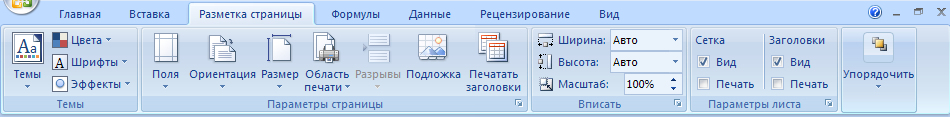 Главная Вставка Разметка страницы Формулы Данные Рецензирование Вид
Aa
Темы
Цвета
Шрифты
Эффекты
Темы
Поля
Ориентация
Размер
Область печати
Разрывы
Подложка
Печатать заголовки
Параметры страницы
Ширина: Авто
Высота: Авто
Масштаб: 100%
Вписать
Сетка
Вид
Печать
Заголовки
Вид
Печать
Параметры листа
Упорядочить